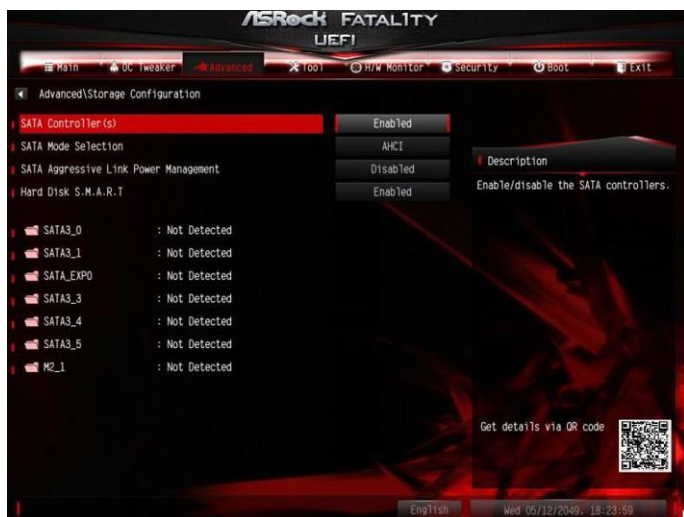 ASRock FATAL1TY
UEFI
Main OC Tweaker Advanced Tool H/W Monitor Security Boot Exit
Advanced\Storage Configuration
SATA Controller(s) Enabled
SATA Mode Selection AHCI
SATA Aggressive Link Power Management Disabled
Hard Disk S.M.A.R.T Enabled
SATA3_0 : Not Detected
SATA3_1 : Not Detected
SATA_EXP0 : Not Detected
SATA3_3 : Not Detected
SATA3_4 : Not Detected
SATA3_5 : Not Detected
M2_1 : Not Detected
Description
Enable/disable the SATA controllers.
Get details via QR code
English Wed 05/12/2049. 18:23:59